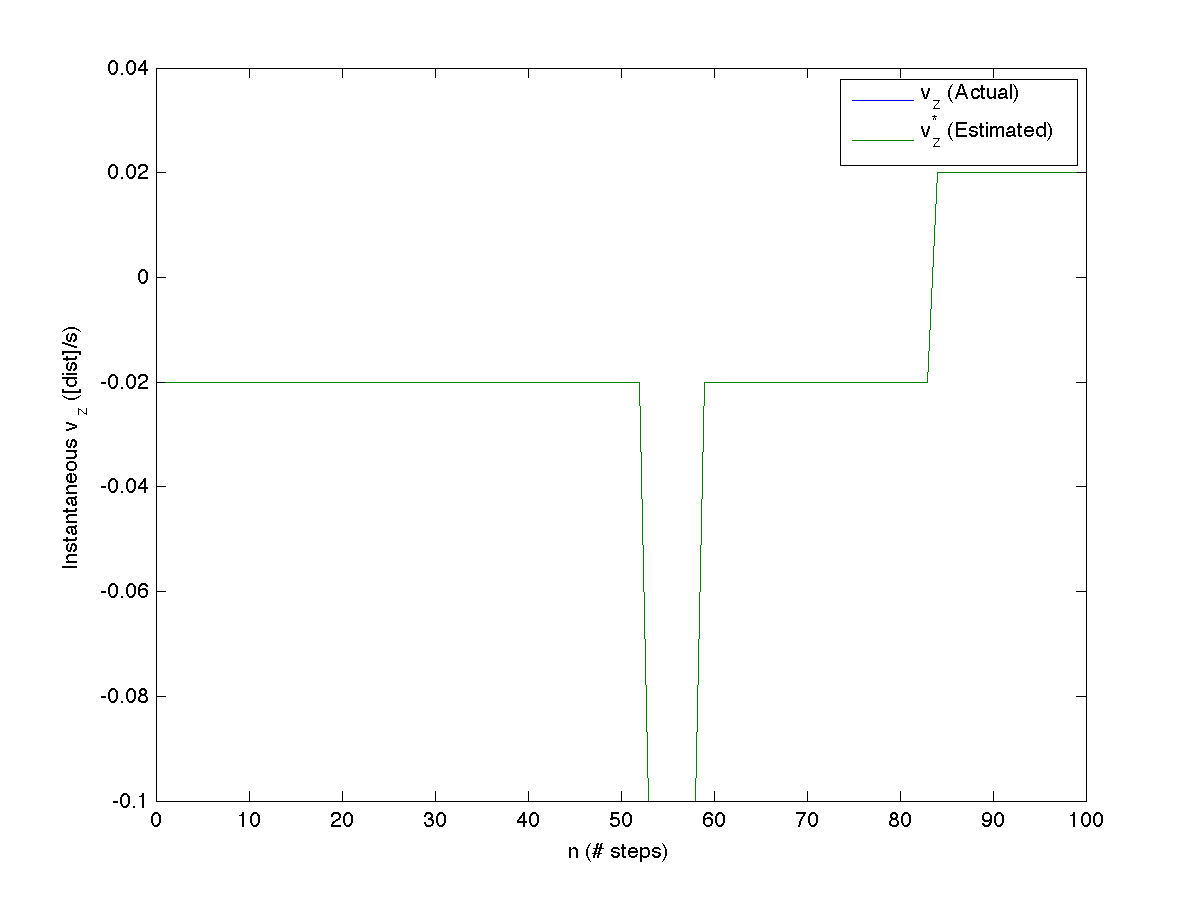 0.04
0.02
0
-0.02
-0.04
-0.06
-0.08
-0.1
0 10 20 30 40 50 60 70 80 90 100
n (# steps)
Instantaneous v_z ([dist]/s)
v_z (Actual)
v_z^* (Estimated)